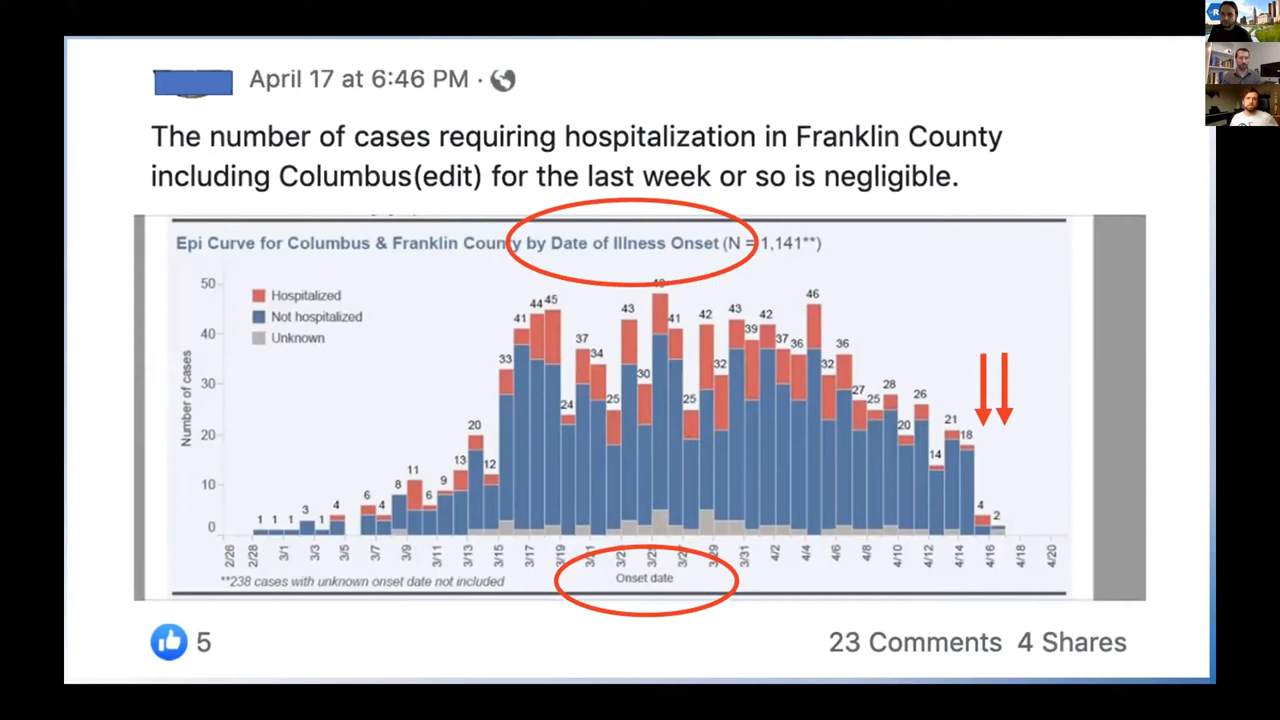 April 17 at 6:46 PM ·
The number of cases requiring hospitalization in Franklin County
including Columbus(edit) for the last week or so is negligible.
Epi Curve for Columbus & Franklin County by Date of Illness Onset (N = 1,141**)
Hospitalized
Not hospitalized
Unknown
Number of cases
50
40
30
20
10
0
1 1 1 3 1 4 6 4 8 11 6 9 13 20 12 33 41 44 45 24 37 34 25 43 30 41 25 42 32 43 39 42 37 36 46 32 36 27 25 28 20 26 14 21 18 4 2
2/26 2/28 3/1 3/3 3/5 3/7 3/9 3/11 3/13 3/15 3/17 3/19 3/21 3/29 3/31 4/2 4/4 4/6 4/8 4/10 4/12 4/14 4/16 4/18 4/20
Onset date
**238 cases with unknown onset date not included
5
23 Comments 4 Shares